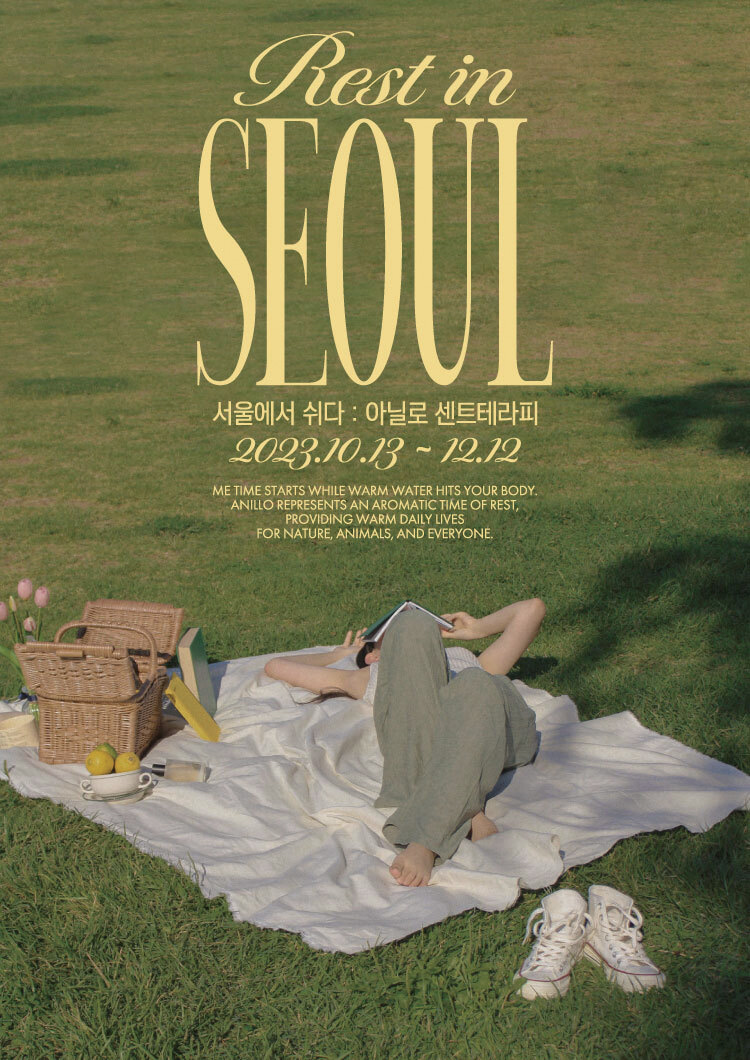 Rest in
SEOUL
서울에서 쉬다 : 아닐로 센트테라피
2023.10.13 ~ 12.12
ME TIME STARTS WHILE WARM WATER HITS YOUR BODY.
ANILLO REPRESENTS AN AROMATIC TIME OF REST,
PROVIDING WARM DAILY LIVES
FOR NATURE, ANIMALS, AND EVERYONE.